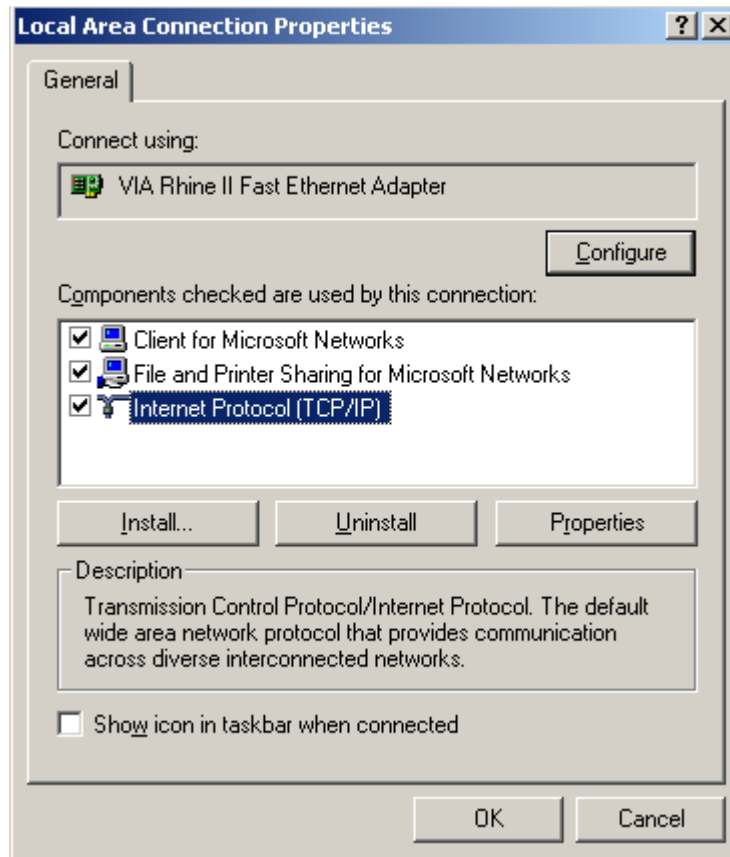 Local Area Connection Properties
General
Connect using:
VIA Rhine II Fast Ethernet Adapter
Configure
Components checked are used by this connection:
Client for Microsoft Networks
File and Printer Sharing for Microsoft Networks
Internet Protocol (TCP/IP)
Install... Uninstall Properties
Description
Transmission Control Protocol/Internet Protocol. The default
wide area network protocol that provides communication
across diverse interconnected networks.
Show icon in taskbar when connected
OK Cancel